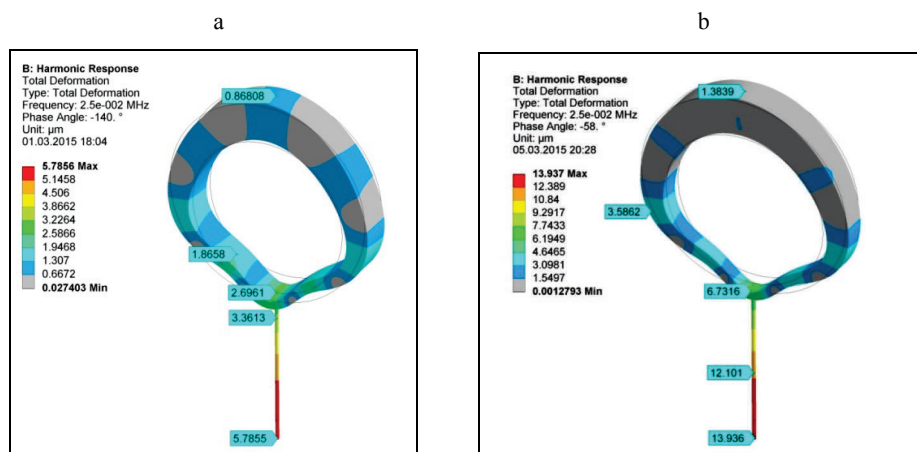 a
b
B: Harmonic Response
Total Deformation
Type: Total Deformation
Frequency: 2.5e-002 MHz
Phase Angle: -140. °
Unit: µm
01.03.2015 18:04
5.7856 Max
5.1458
4.506
3.8662
3.2264
2.5866
1.9468
1.307
0.6672
0.027403 Min
0.86808
1.8658
2.6961
3.3613
5.7855
B: Harmonic Response
Total Deformation
Type: Total Deformation
Frequency: 2.5e-002 MHz
Phase Angle: -58. °
Unit: µm
05.03.2015 20:28
13.937 Max
12.389
10.84
9.2917
7.7433
6.1949
4.6465
3.0981
1.5497
0.0012793 Min
1.3839
3.5862
6.7316
12.101
13.936